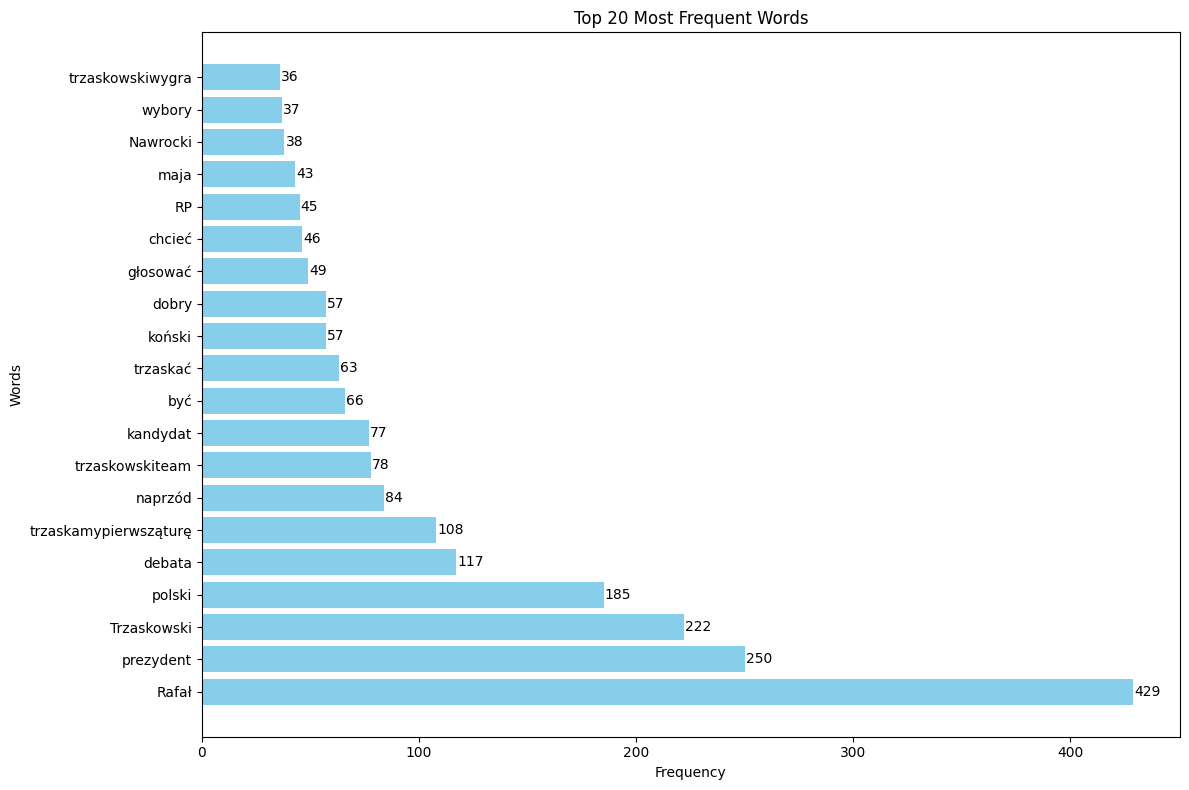 Top 20 Most Frequent Words
trzaskowskiwygra 36
wybory 37
Nawrocki 38
maja 43
RP 45
chcieć 46
głosować 49
dobry 57
koński 57
trzaskać 63
być 66
kandydat 77
trzaskowskiteam 78
naprzód 84
trzaskamypierwsząturę 108
debata 117
polski 185
Trzaskowski 222
prezydent 250
Rafał 429
Words
0 100 200 300 400
Frequency